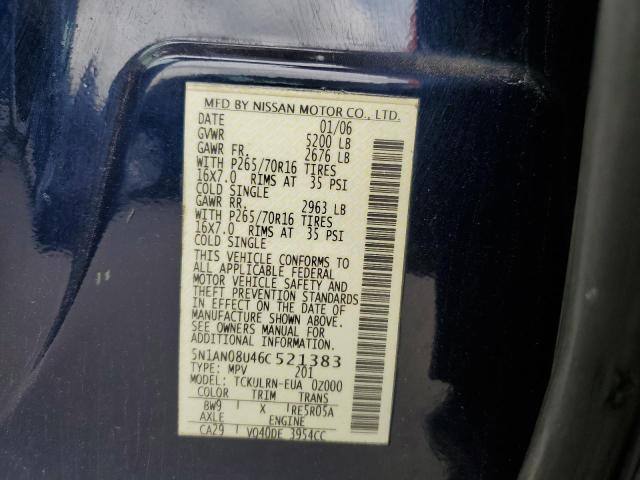 MFD BY NISSAN MOTOR CO., LTD.
DATE 01/06
GVWR 5200 LB
GAWR FR. 2676 LB
WITH P265/70R16 TIRES
16X7.0 RIMS AT 35 PSI
COLD SINGLE
GAWR RR. 2963 LB
WITH P265/70R16 TIRES
16X7.0 RIMS AT 35 PSI
COLD SINGLE
THIS VEHICLE CONFORMS TO
ALL APPLICABLE FEDERAL
MOTOR VEHICLE SAFETY AND
THEFT PREVENTION STANDARDS
IN EFFECT ON THE DATE OF
MANUFACTURE SHOWN ABOVE.
SEE OWNERS MANUAL FOR
ADDITIONAL INFORMATION.
5N1AN08U46C521383
TYPE: MPV 201
MODEL: TCKULRN-EUA 0Z000
COLOR TRIM TRANS
BW9 X RE5R05A
AXLE ENGINE
CA29 VQ40DE 3954CC